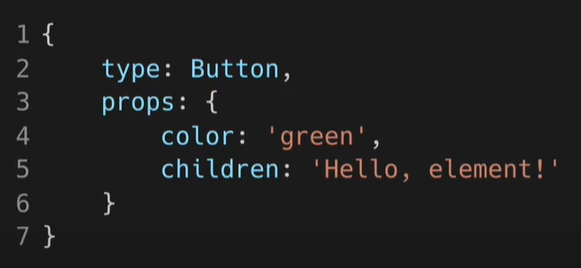 1 {
2     type: Button,
3     props: {
4         color: 'green',
5         children: 'Hello, element!'
6     }
7 }